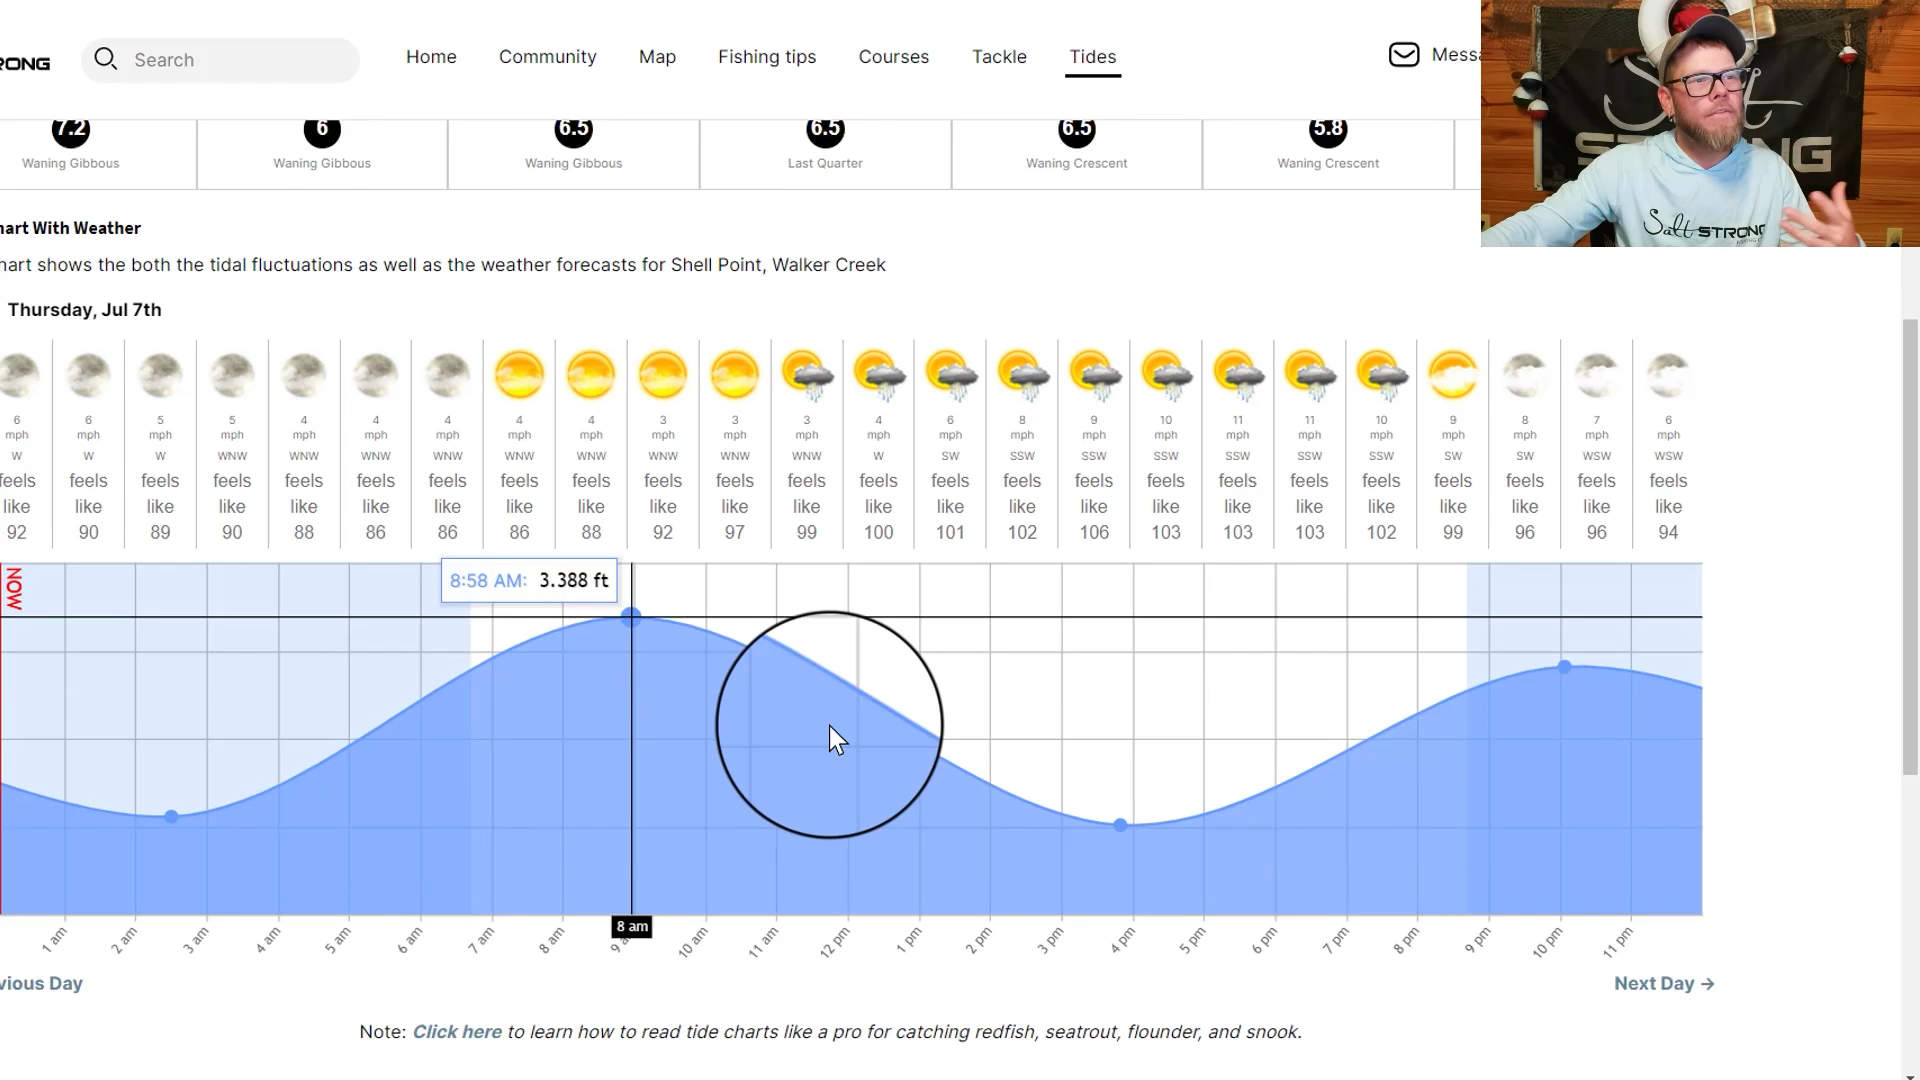 RONG
Search
Home
Community
Map
Fishing tips
Courses
Tackle
Tides
7.2
Waning Gibbous
6
Waning Gibbous
6.5
Waning Gibbous
6.5
Last Quarter
6.5
Waning Crescent
5.8
Waning Crescent
Salt STRONG
hart With Weather
hart shows the both the tidal fluctuations as well as the weather forecasts for Shell Point, Walker Creek
Thursday, Jul 7th
6 6 5 5 4 4 4 4 4 3 3 3 4 6 8 9 10 11 11 10 9 8 7 6
mph mph mph mph mph mph mph mph mph mph mph mph mph mph mph mph mph mph mph mph mph mph mph mph
W W W WNW WNW WNW WNW WNW WNW WNW WNW WNW W SW SSW SSW SSW SSW SSW SSW SW SW WSW WSW
feels feels feels feels feels feels feels feels feels feels feels feels feels feels feels feels feels feels feels feels feels feels feels feels
like like like like like like like like like like like like like like like like like like like like like like like like
92 90 89 90 88 86 86 86 88 92 97 99 100 101 102 106 103 103 103 102 99 96 96 94
NOW
8:58 AM: 3.388 ft
1 am 2 am 3 am 4 am 5 am 6 am 7 am 8 am 8 am 10 am 11 am 12 pm 1 pm 2 pm 3 pm 4 pm 5 pm 6 pm 7 pm 8 pm 9 pm 10 pm 11 pm
vious Day
Next Day →
Note: Click here to learn how to read tide charts like a pro for catching redfish, seatrout, flounder, and snook.